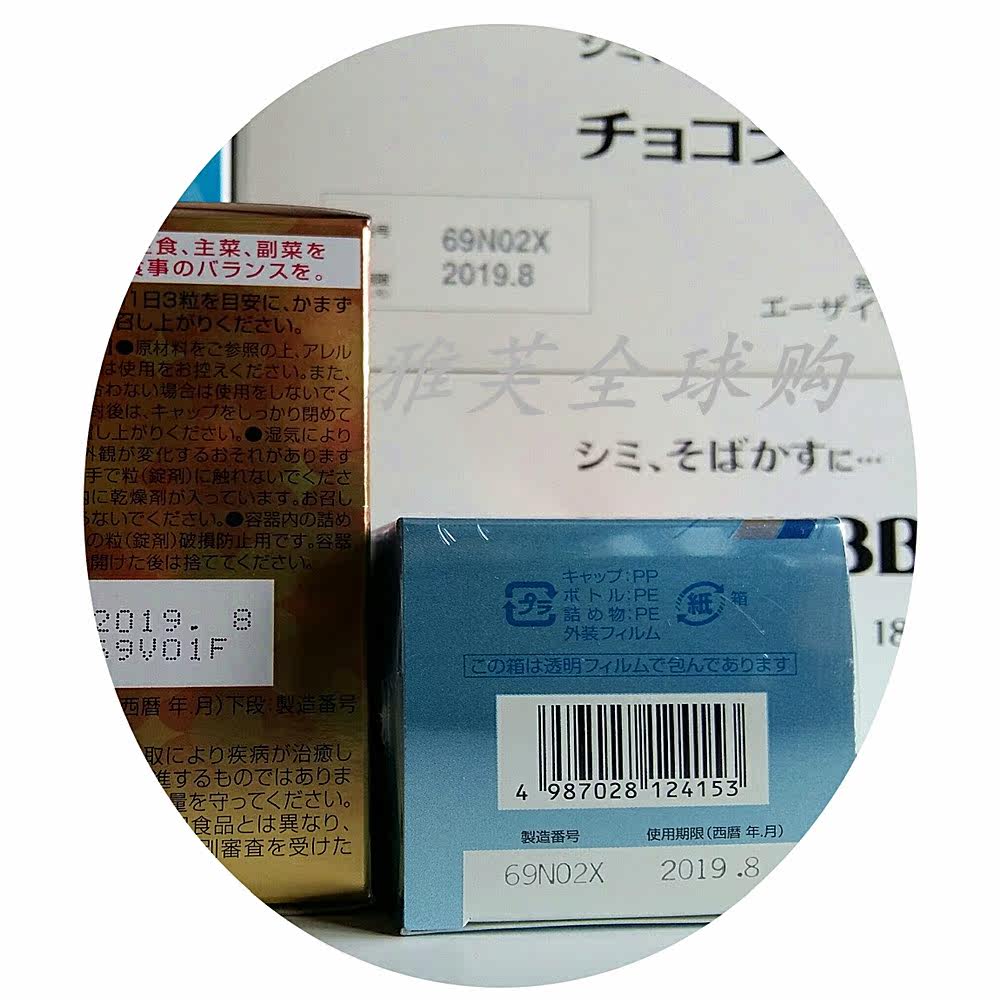 シミ、
チョコ
69N02X
2019.8
エーザイ
雅芙全球购
シミ、そばかすに…
BB
18
主食、主菜、副菜を
食事のバランスを。
1日3粒を目安に、かまず
召し上がりください。
●原材料をご参照の上、アレル
は使用をお控えください。また、
合わない場合は使用をしないでく
封後は、キャップをしっかり閉めて
し上がりください。●湿気により
外観が変化するおそれがあります
手で粒(錠剤)に触れないでくださ
内に乾燥剤が入っています。お召し
ないでください。●容器内の詰め
の粒(錠剤)破損防止用です。容器
開けた後は捨ててください。
2019. 8
69V01F
(西暦 年.月)下段:製造番号
取により疾病が治癒し
進するものではありま
量を守ってください。
食品とは異なり、
別審査を受けた
キャップ:PP
プラ ボトル:PE 紙 箱
詰め物:PE
外装フィルム
この箱は透明フィルムで包んであります
4 987028 124153
製造番号 使用期限(西暦 年.月)
69N02X 2019.8